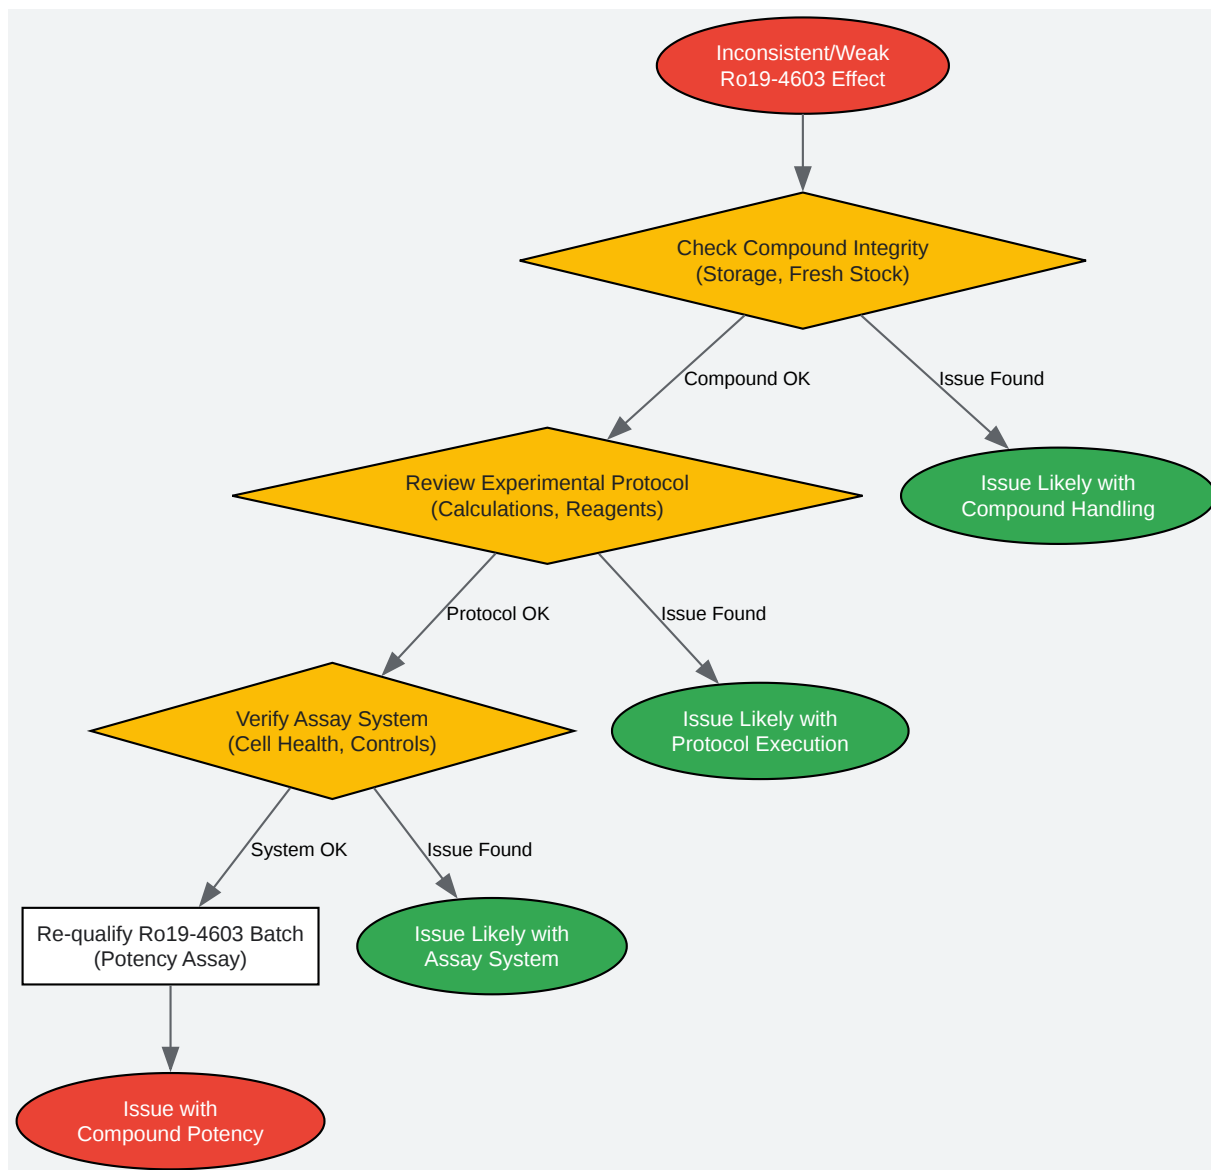 Inconsistent/Weak
Ro19-4603 Effect
Check Compound Integrity
(Storage, Fresh Stock)
Compound OK
Issue Found
Review Experimental Protocol
(Calculations, Reagents)
Issue Likely with
Compound Handling
Protocol OK
Issue Found
Verify Assay System
(Cell Health, Controls)
Issue Likely with
Protocol Execution
System OK
Issue Found
Re-qualify Ro19-4603 Batch
(Potency Assay)
Issue Likely with
Assay System
Issue with
Compound Potency